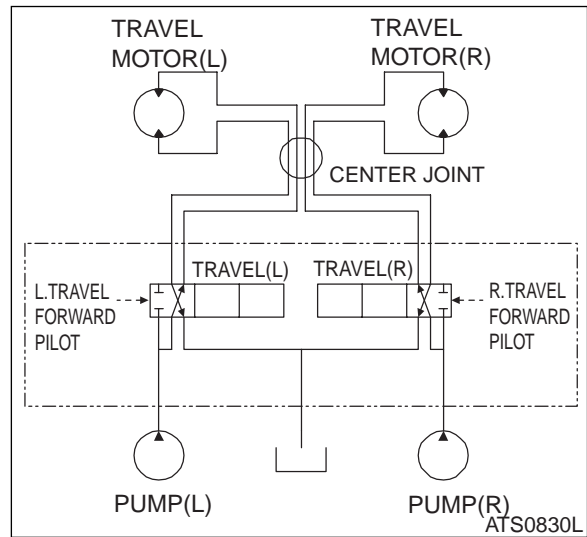 TRAVEL
MOTOR(L)
TRAVEL
MOTOR(R)
CENTER JOINT
TRAVEL(L)
TRAVEL(R)
L.TRAVEL
FORWARD
PILOT
R.TRAVEL
FORWARD
PILOT
PUMP(L)
PUMP(R)
ATS0830L